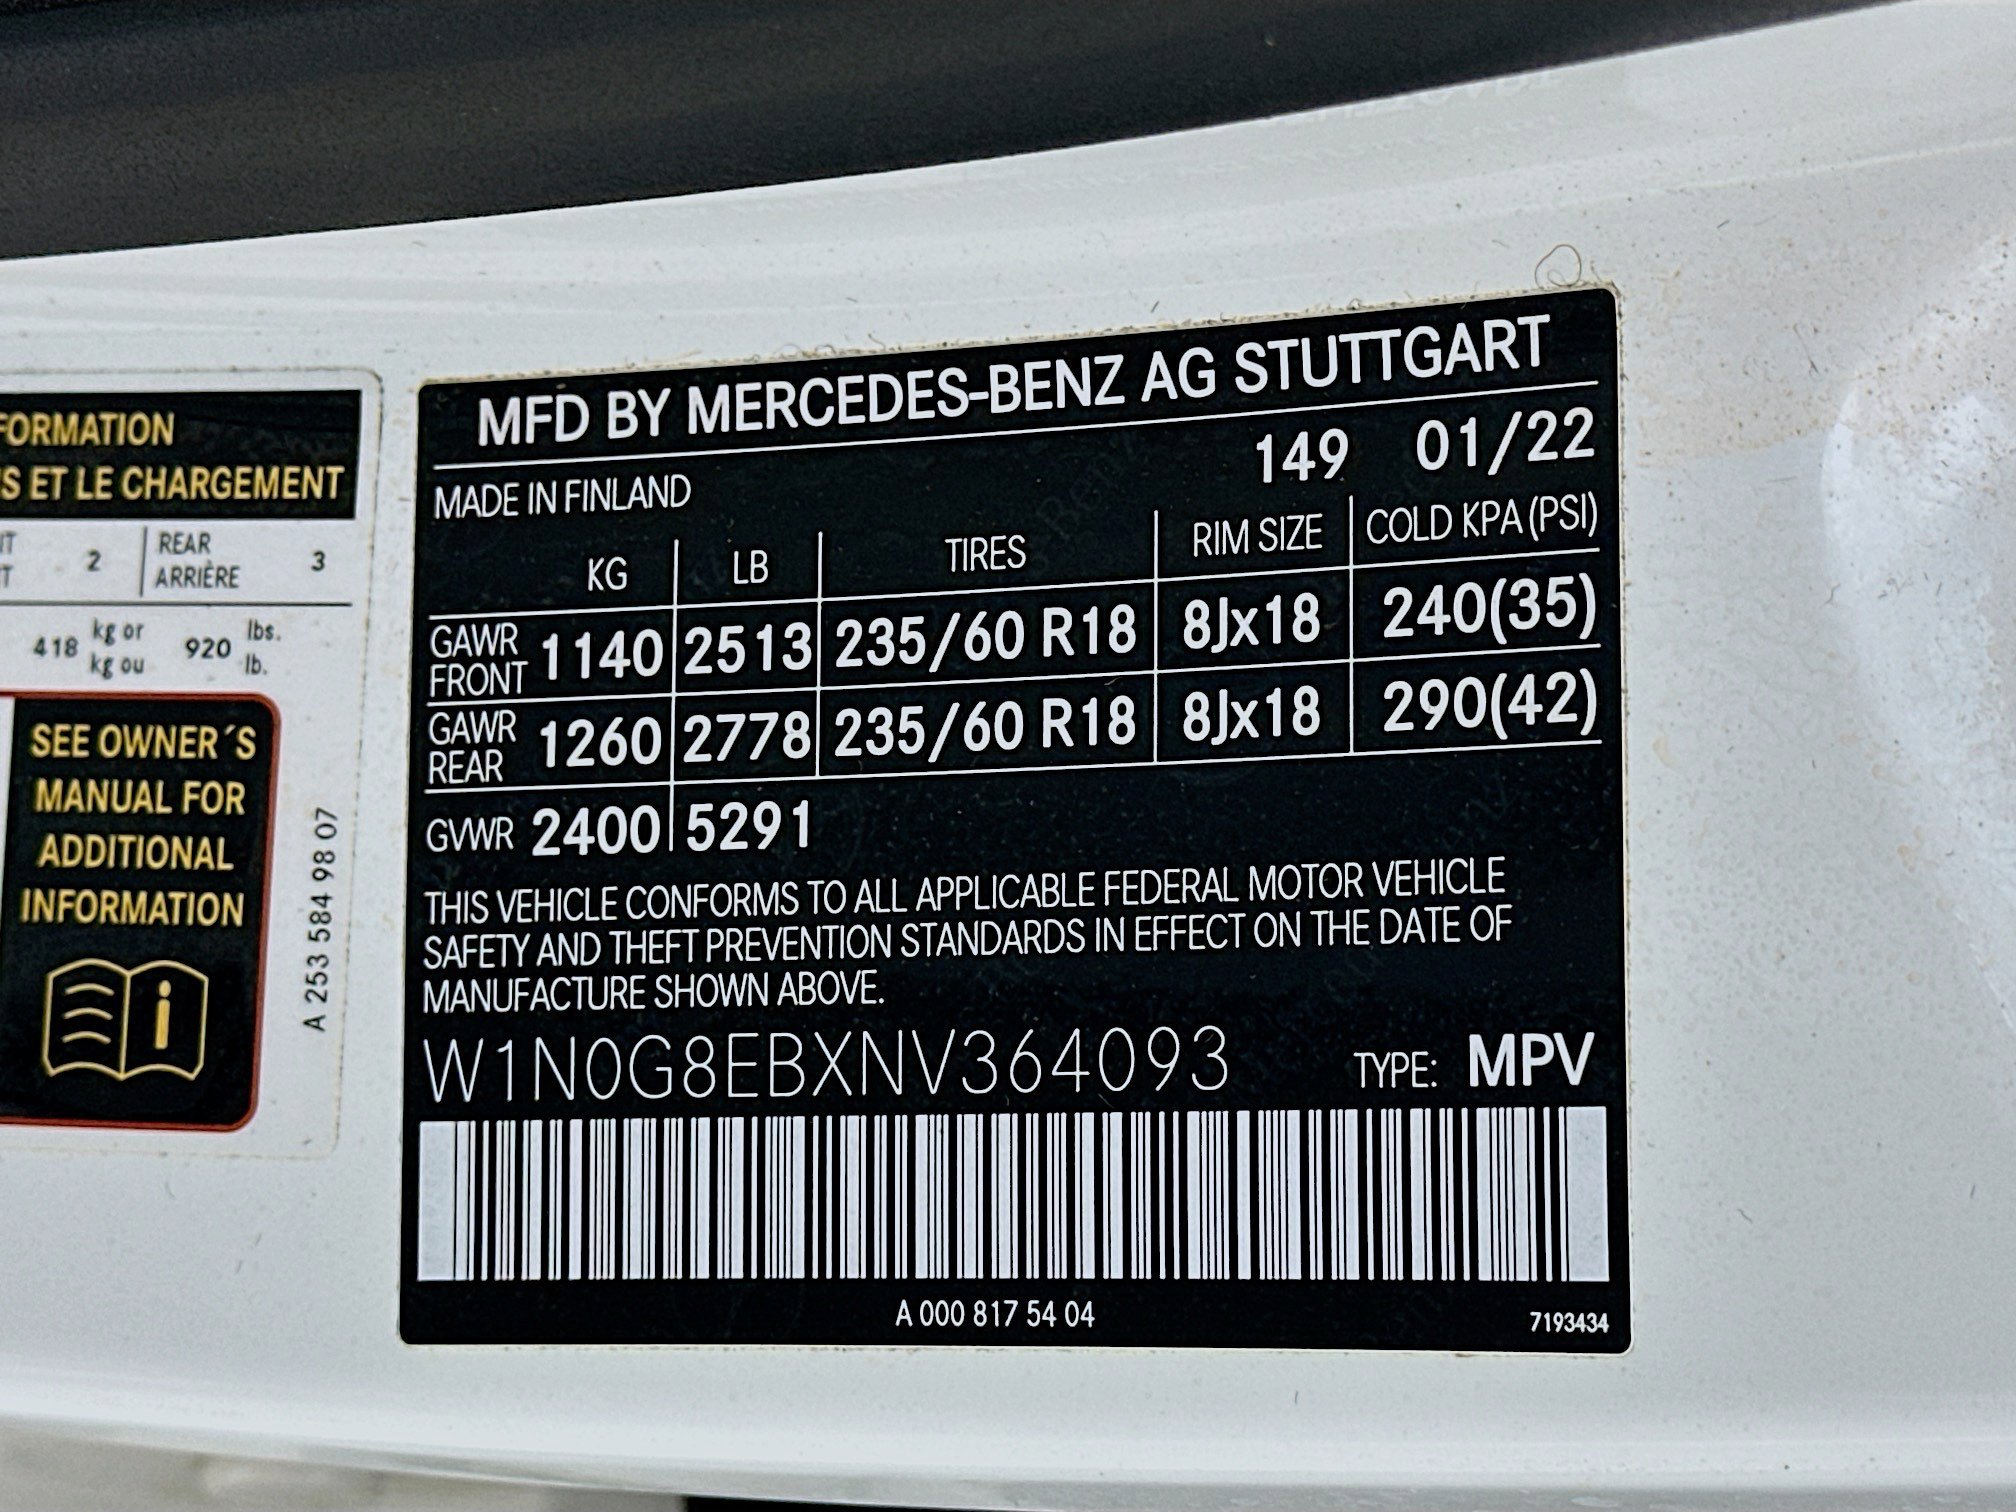 FORMATION
S ET LE CHARGEMENT
2 REAR 3
ARRIÈRE
418 kg or 920 lbs.
kg ou lb.
SEE OWNER´S
MANUAL FOR
ADDITIONAL
INFORMATION
i
A 253 584 98 07
MFD BY MERCEDES-BENZ AG STUTTGART
149 01/22
MADE IN FINLAND
KG LB TIRES RIM SIZE COLD KPA (PSI)
GAWR FRONT 1140 2513 235/60 R18 8Jx18 240(35)
GAWR REAR 1260 2778 235/60 R18 8Jx18 290(42)
GVWR 2400 5291
THIS VEHICLE CONFORMS TO ALL APPLICABLE FEDERAL MOTOR VEHICLE
SAFETY AND THEFT PREVENTION STANDARDS IN EFFECT ON THE DATE OF
MANUFACTURE SHOWN ABOVE.
W1N0G8EBXNV364093 TYPE: MPV
A 000 817 54 04 7193434